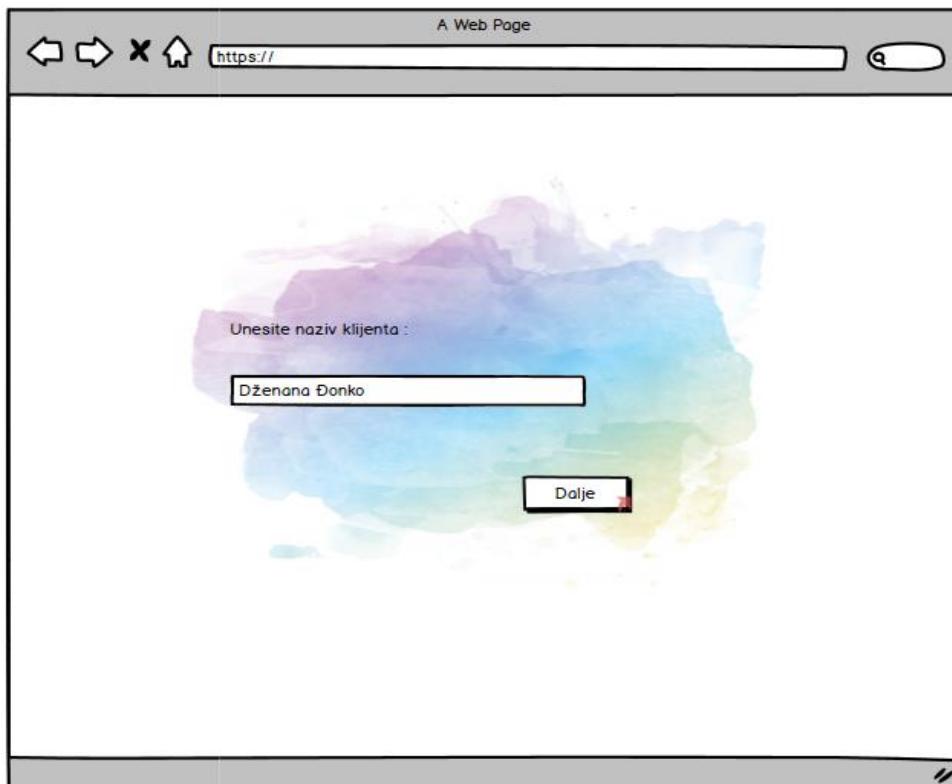 A Web Page
https://
Unesite naziv klijenta :
Dženana Đonko
Dalje